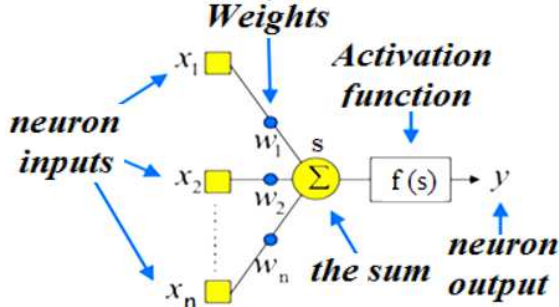 Weights
x1
Activation
function
neuron
inputs
w1
s
x2
w2
Σ
f (s)
y
wn
the sum
neuron
output
xn